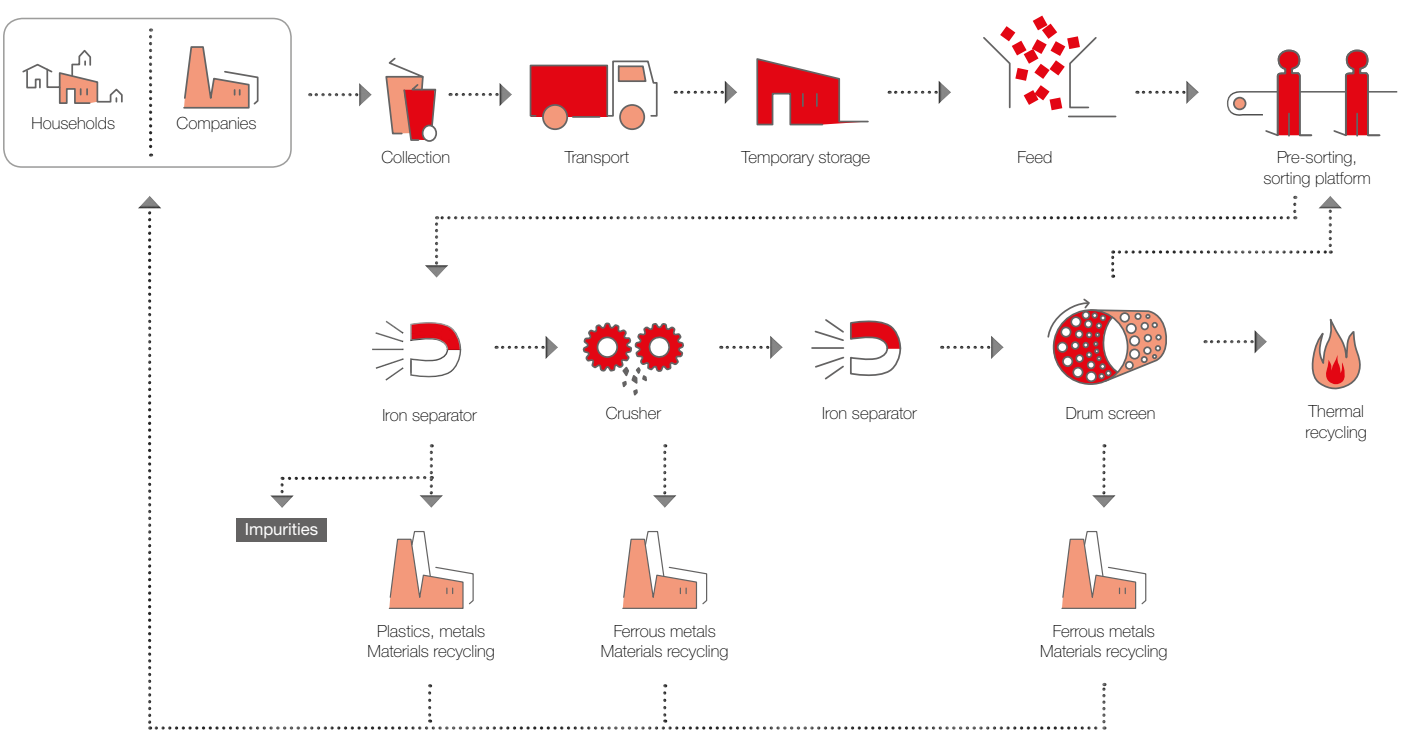 Households
Companies
Collection
Transport
Temporary storage
Feed
Pre-sorting,
sorting platform
Iron separator
Crusher
Iron separator
Drum screen
Thermal
recycling
Impurities
Plastics, metals
Materials recycling
Ferrous metals
Materials recycling
Ferrous metals
Materials recycling